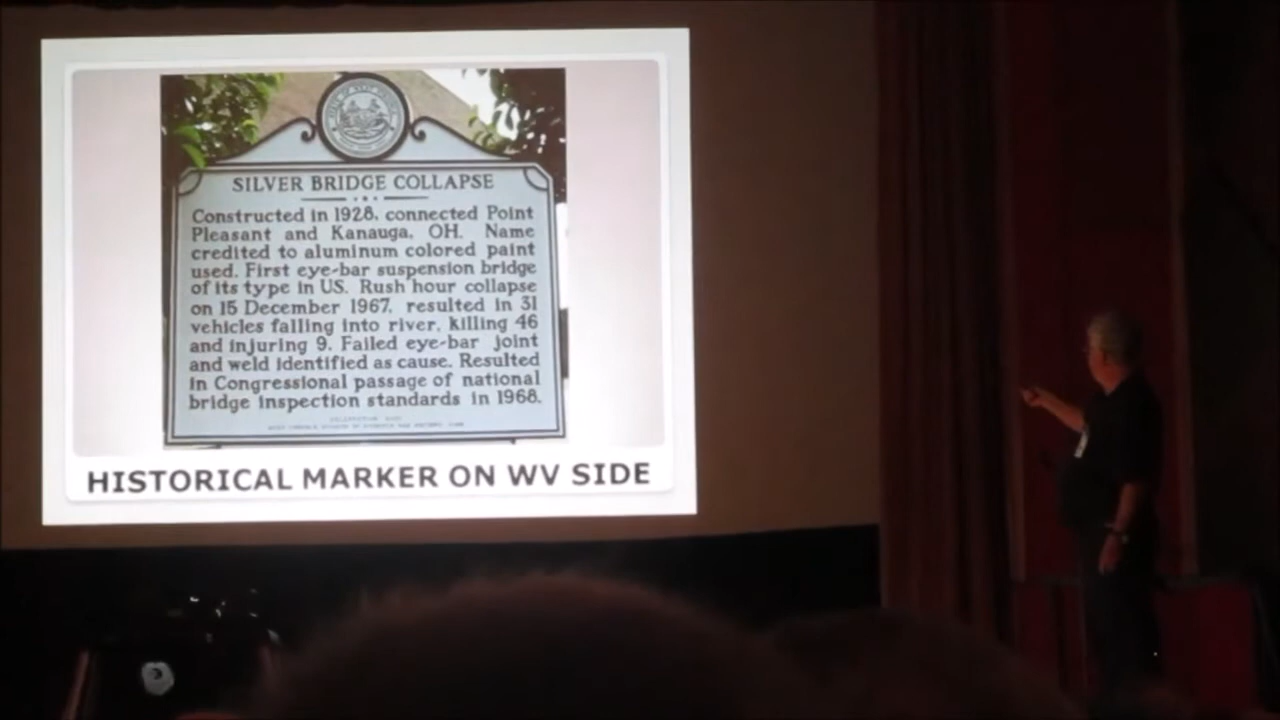 SILVER BRIDGE COLLAPSE
Constructed in 1928, connected Point
Pleasant and Kanauga, OH. Name
credited to aluminum colored paint
used. First eye-bar suspension bridge
of its type in US. Rush hour collapse
on 15 December 1967, resulted in 31
vehicles falling into river, killing 46
and injuring 9. Failed eye-bar joint
and weld identified as cause. Resulted
in Congressional passage of national
bridge inspection standards in 1968.
HISTORICAL MARKER ON WV SIDE